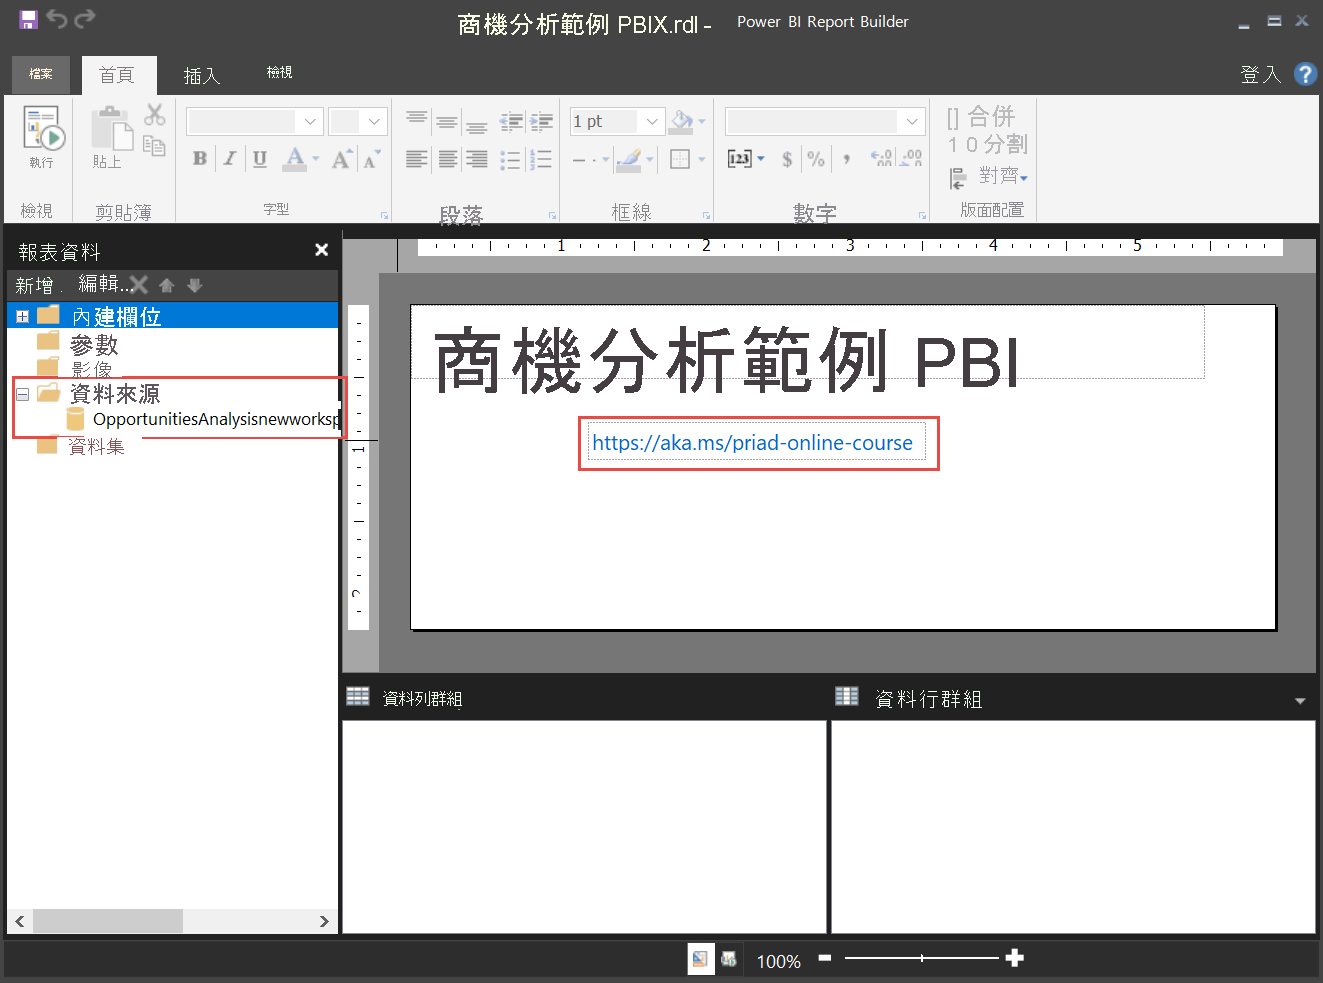 商機分析範例 PBIX.rdl - Power BI Report Builder
檔案 首頁 插入 檢視 登入 ?
執行
檢視
貼上
剪貼簿
B I U A A A
字型
段落
1 pt
框線
[123] $ % ,
數字
[] 合併
1 0 分割
對齊
版面配置
報表資料
新增 . 編輯...
內建欄位
參數
影像
資料來源
OpportunitiesAnalysisnewworksp
資料集
1 2 3 4 5
1
商機分析範例 PBI
https://aka.ms/priad-online-course
資料列群組
資料行群組
100%